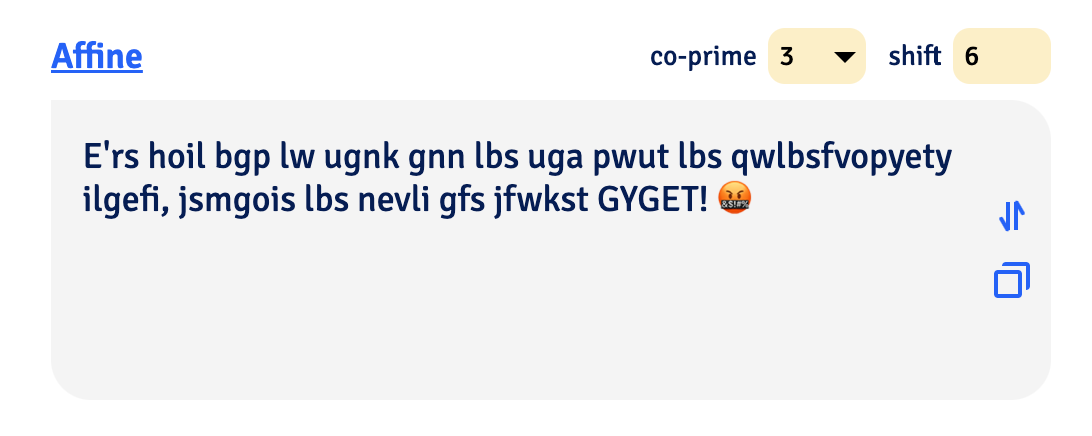 Affine co-prime 3 shift 6
E'rs hoil bgp lw ugnk gnn lbs uga pwut lbs qwlbsfvopyety
ilgefi, jsmgois lbs nevli gfs jfwkst GYGET! 🤬